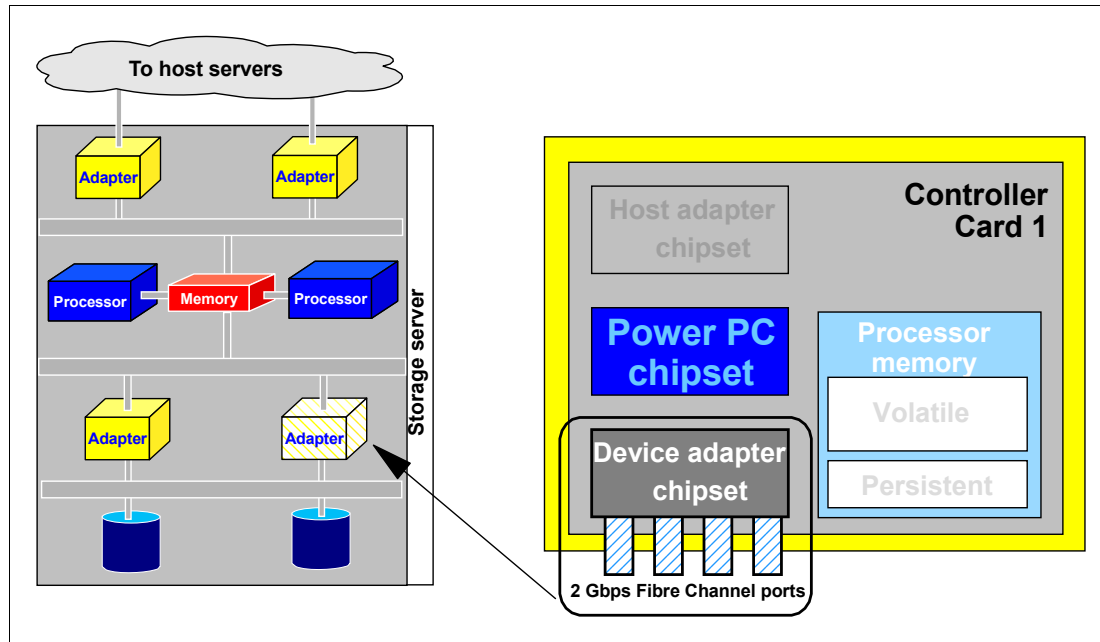 To host servers
Adapter
Adapter
Processor
Memory
Processor
Adapter
Adapter
Storage server
Controller
Card 1
Host adapter
chipset
Power PC
chipset
Processor
memory
Volatile
Persistent
Device adapter
chipset
2 Gbps Fibre Channel ports